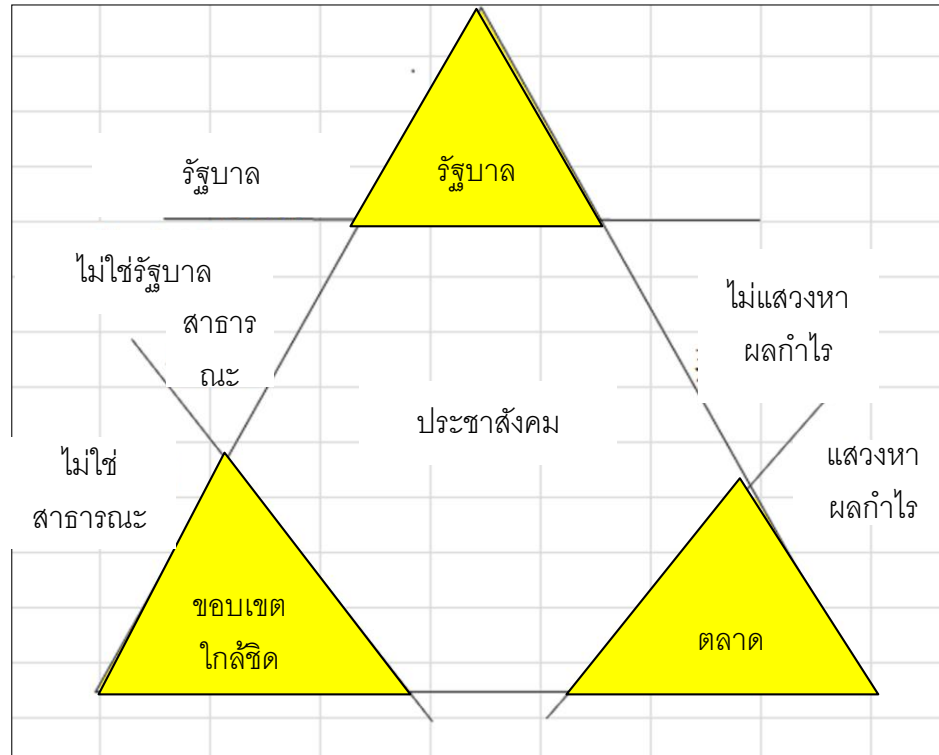 รัฐบาล
รัฐบาล
ไม่ใช่รัฐบาล
สาธาร
ณะ
ไม่แสวงหา
ผลกำไร
ประชาสังคม
ไม่ใช่
สาธารณะ
แสวงหา
ผลกำไร
ขอบเขต
ใกล้ชิด
ตลาด